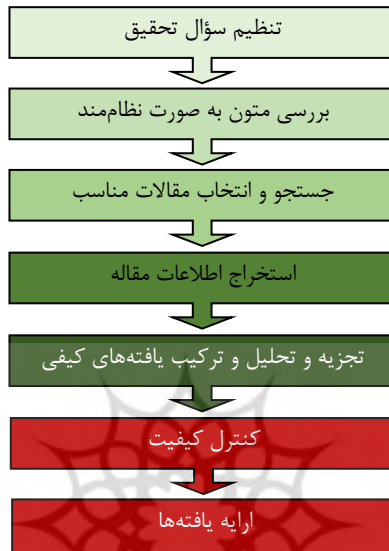 تنظیم سؤال تحقیق
بررسی متون به صورت نظام‌مند
جستجو و انتخاب مقالات مناسب
استخراج اطلاعات مقاله
تجزیه و تحلیل و ترکیب یافته‌های کیفی
کنترل کیفیت
ارایه یافته‌ها